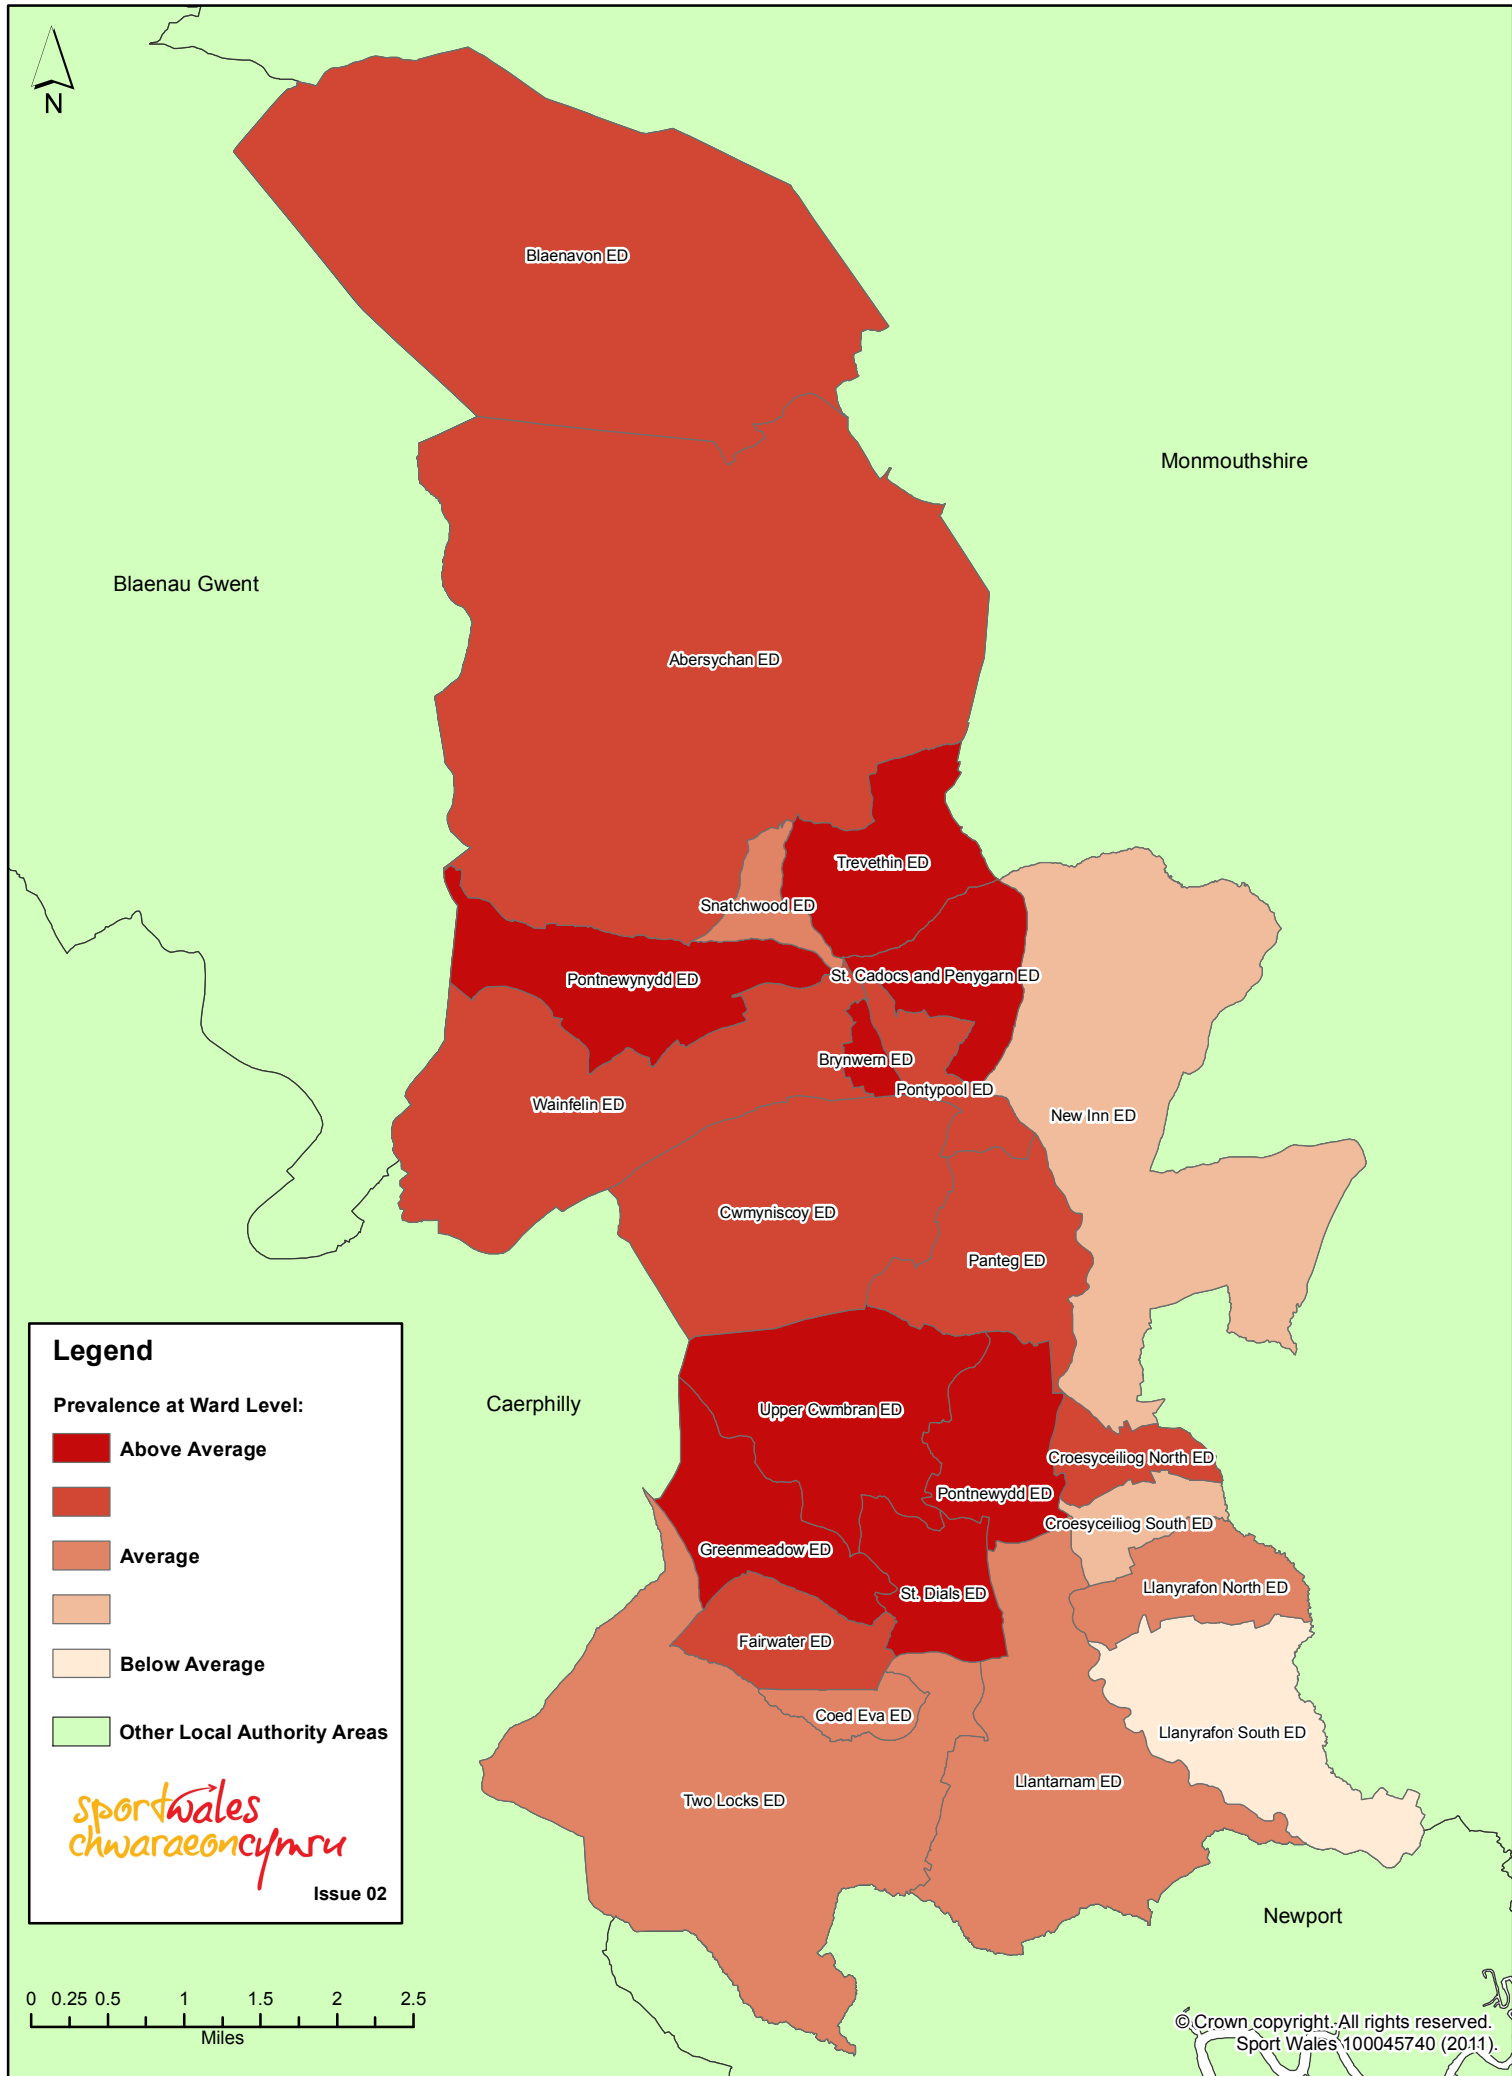 N
Blaenavon ED
Monmouthshire
Blaenau Gwent
Abersychan ED
Trevethin ED
Snatchwood ED
St. Cadocs and Penygarn ED
Pontnewynydd ED
Brynwern ED
Pontypool ED
Wainfelin ED
New Inn ED
Cwmyniscoy ED
Panteg ED
Caerphilly
Upper Cwmbran ED
Croesyceiliog North ED
Pontnewydd ED
Croesyceiliog South ED
Greenmeadow ED
Llanyrafon North ED
St. Dials ED
Fairwater ED
Coed Eva ED
Llanyrafon South ED
Llantarnam ED
Two Locks ED
Newport
Legend
Prevalence at Ward Level:
Above Average
Average
Below Average
Other Local Authority Areas
sportwales
chwaraeoncymru
Issue 02
0 0.25 0.5 1 1.5 2 2.5
Miles
© Crown copyright. All rights reserved.
Sport Wales 100045740 (2011).